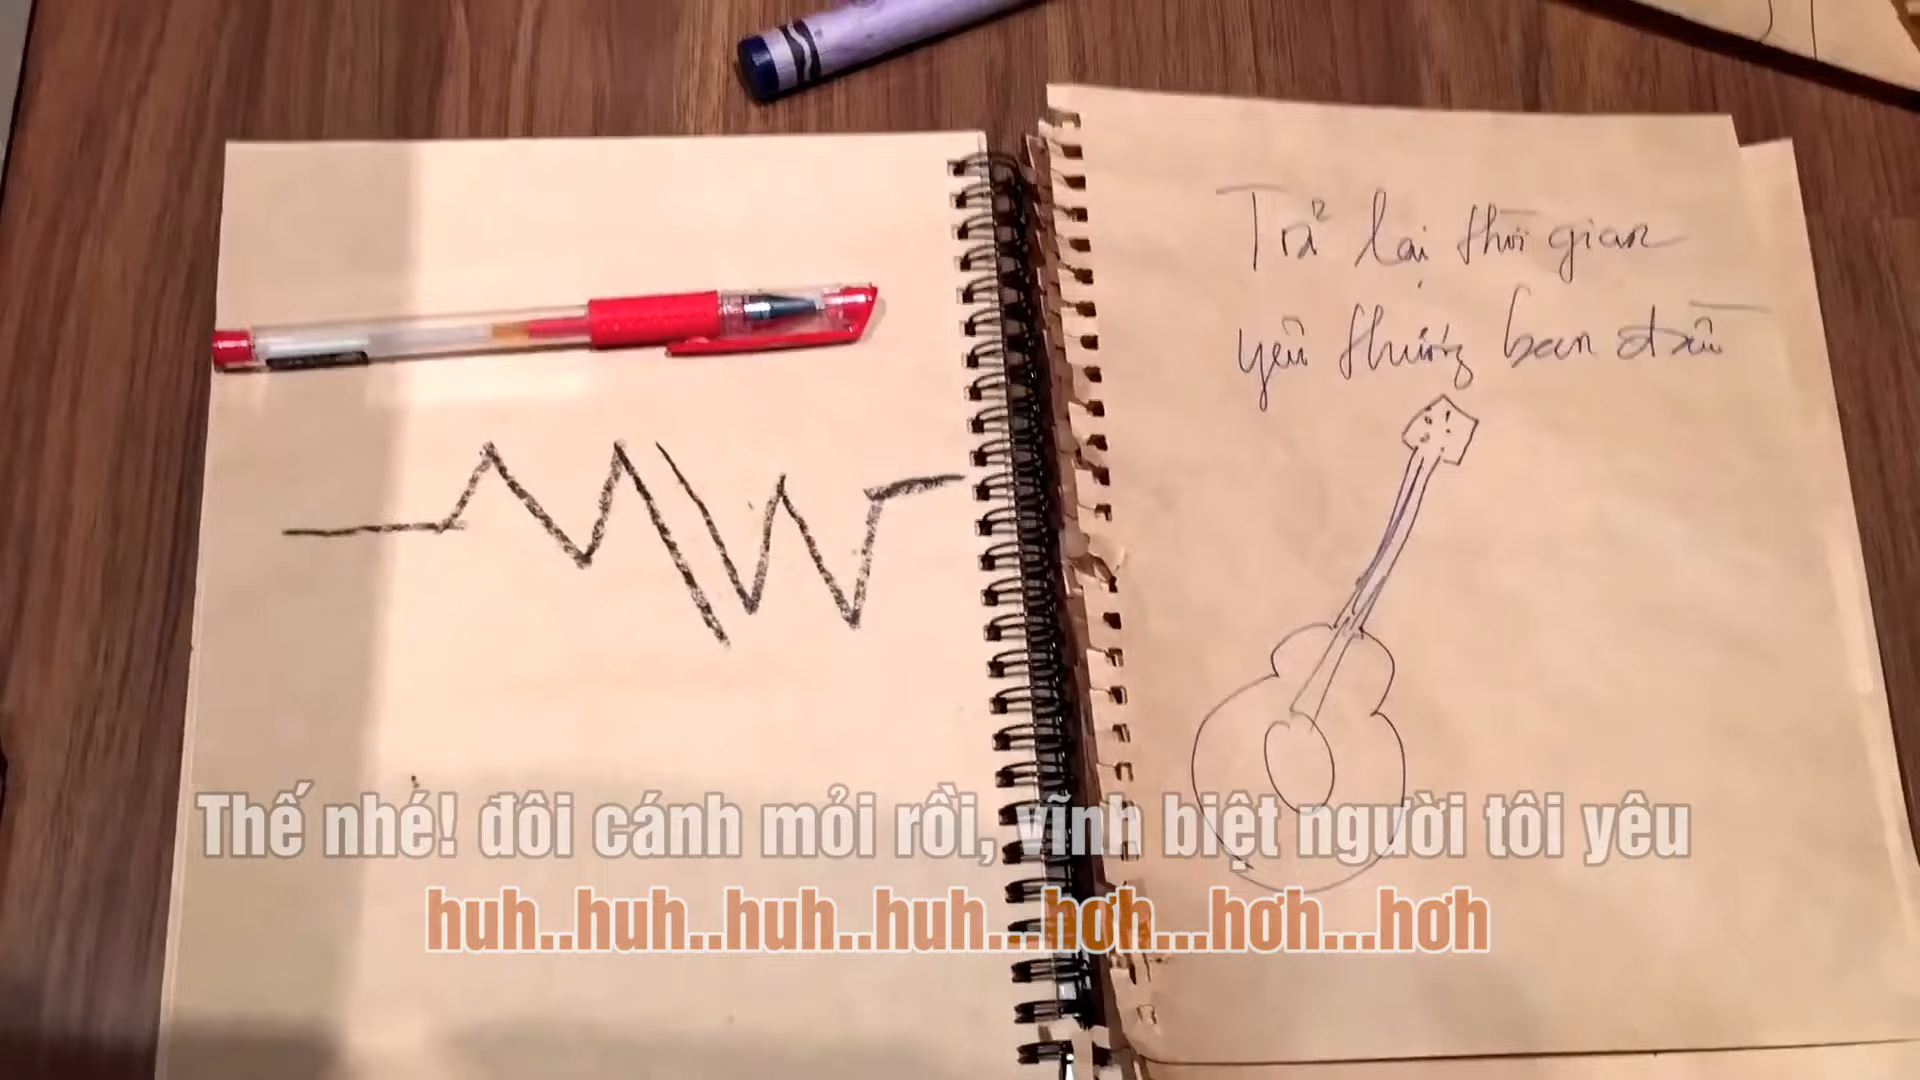 Trả lại thời gian
yêu thương ban đầu
Thế nhé! đôi cánh mỏi rồi, vĩnh biệt người tôi yêu
huh..huh..huh..huh...hơh...hơh...hơh